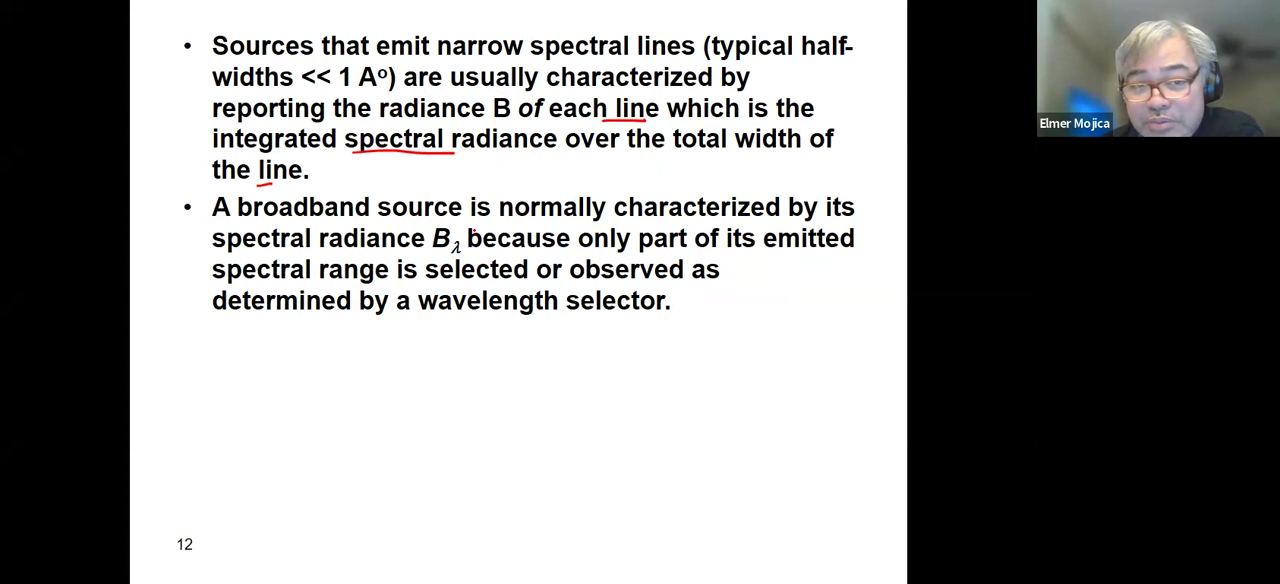 • Sources that emit narrow spectral lines (typical half-
widths << 1 Aº) are usually characterized by
reporting the radiance B of each line which is the
integrated spectral radiance over the total width of
the line.
• A broadband source is normally characterized by its
spectral radiance Bλ because only part of its emitted
spectral range is selected or observed as
determined by a wavelength selector.
12
Elmer Mojica